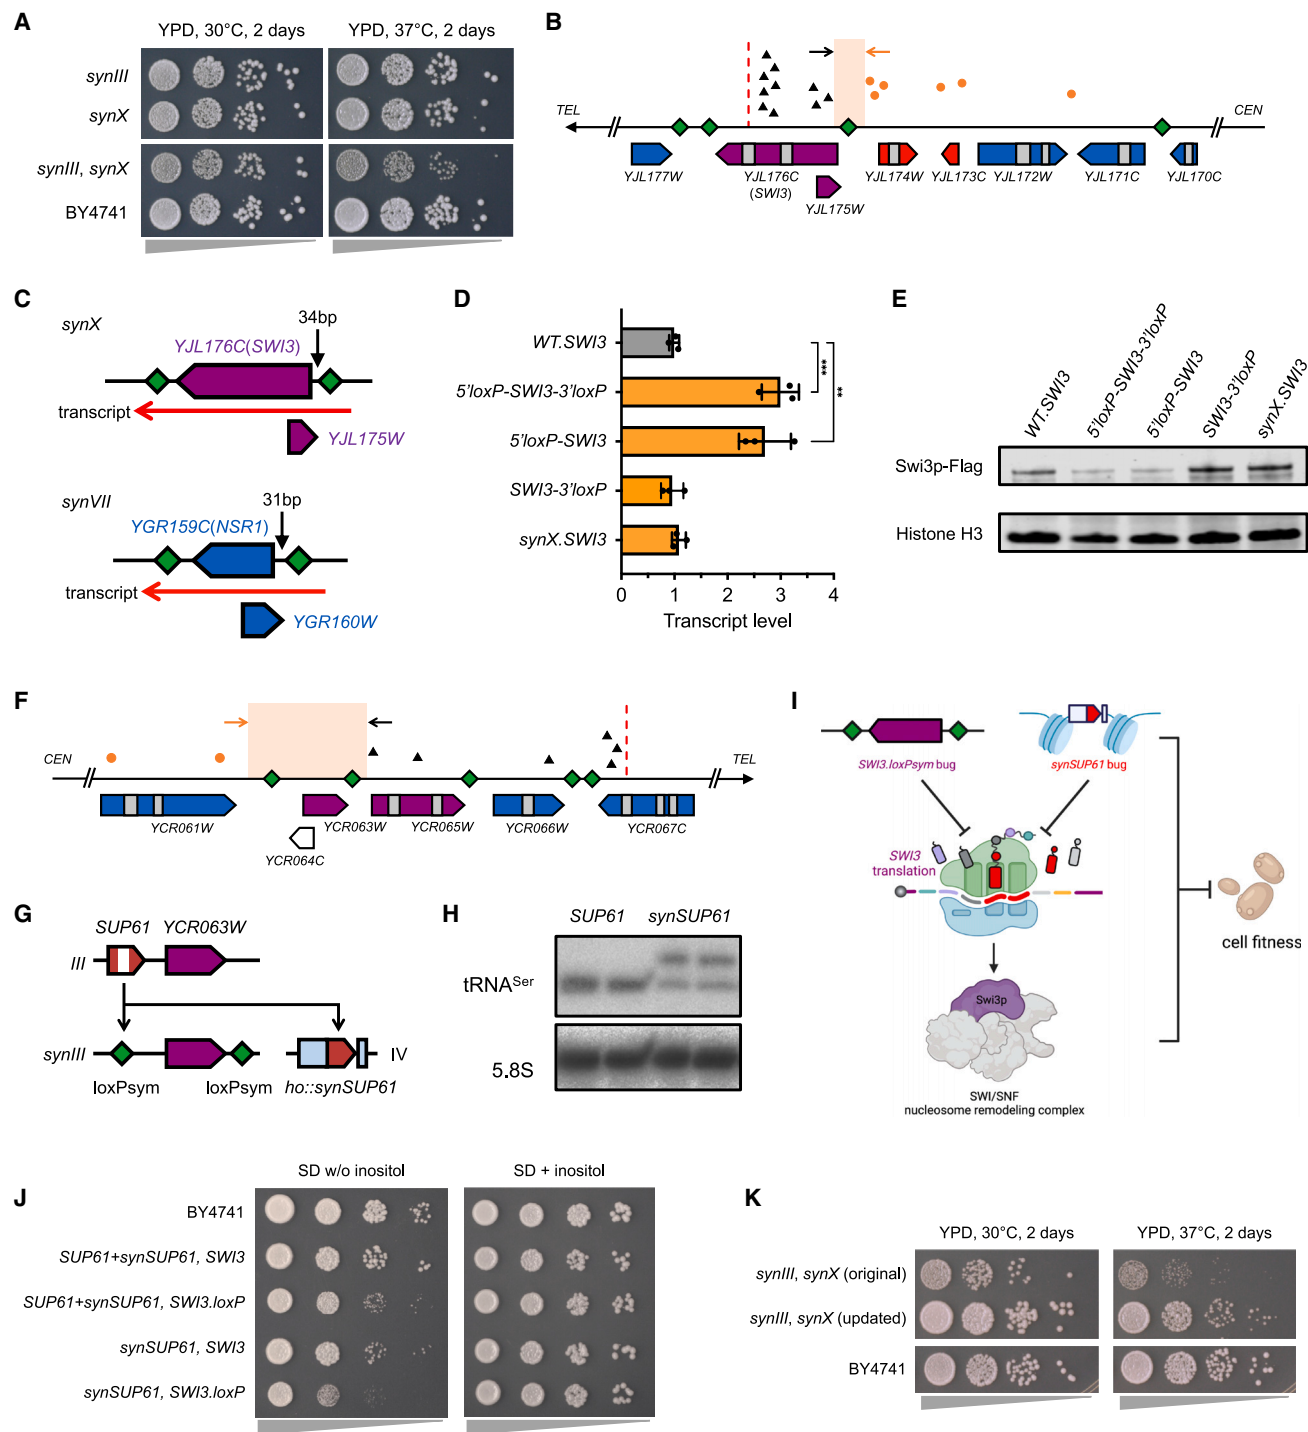 A
YPD, 30°C, 2 days
YPD, 37°C, 2 days
synIII
synX
synIII, synX
BY4741
B
TEL
CEN
YJL177W
YJL176C
(SWI3)
YJL175W
YJL174W
YJL173C
YJL172W
YJL171C
YJL170C
C
synX
34bp
YJL176C(SWI3)
transcript
YJL175W
synVII
31bp
YGR159C(NSR1)
transcript
YGR160W
D
WT.SWI3
5'loxP-SWI3-3'loxP
5'loxP-SWI3
SWI3-3'loxP
synX.SWI3
***
**
0 1 2 3 4
Transcript level
E
WT.SWI3
5'loxP-SWI3-3'loxP
5'loxP-SWI3
SWI3-3'loxP
synX.SWI3
Swi3p-Flag
Histone H3
F
CEN
TEL
YCR061W
YCR064C
YCR063W
YCR065W
YCR066W
YCR067C
G
SUP61 YCR063W
III
synIII
IV
loxPsym
loxPsym
ho::synSUP61
H
SUP61 synSUP61
tRNASer
5.8S
I
SWI3.loxPsym bug
synSUP61 bug
SWI3
translation
Swi3p
SWI/SNF
nucleosome remodeling complex
cell fitness
J
SD w/o inositol
SD + inositol
BY4741
SUP61+synSUP61, SWI3
SUP61+synSUP61, SWI3.loxP
synSUP61, SWI3
synSUP61, SWI3.loxP
K
YPD, 30°C, 2 days
YPD, 37°C, 2 days
synIII, synX (original)
synIII, synX (updated)
BY4741